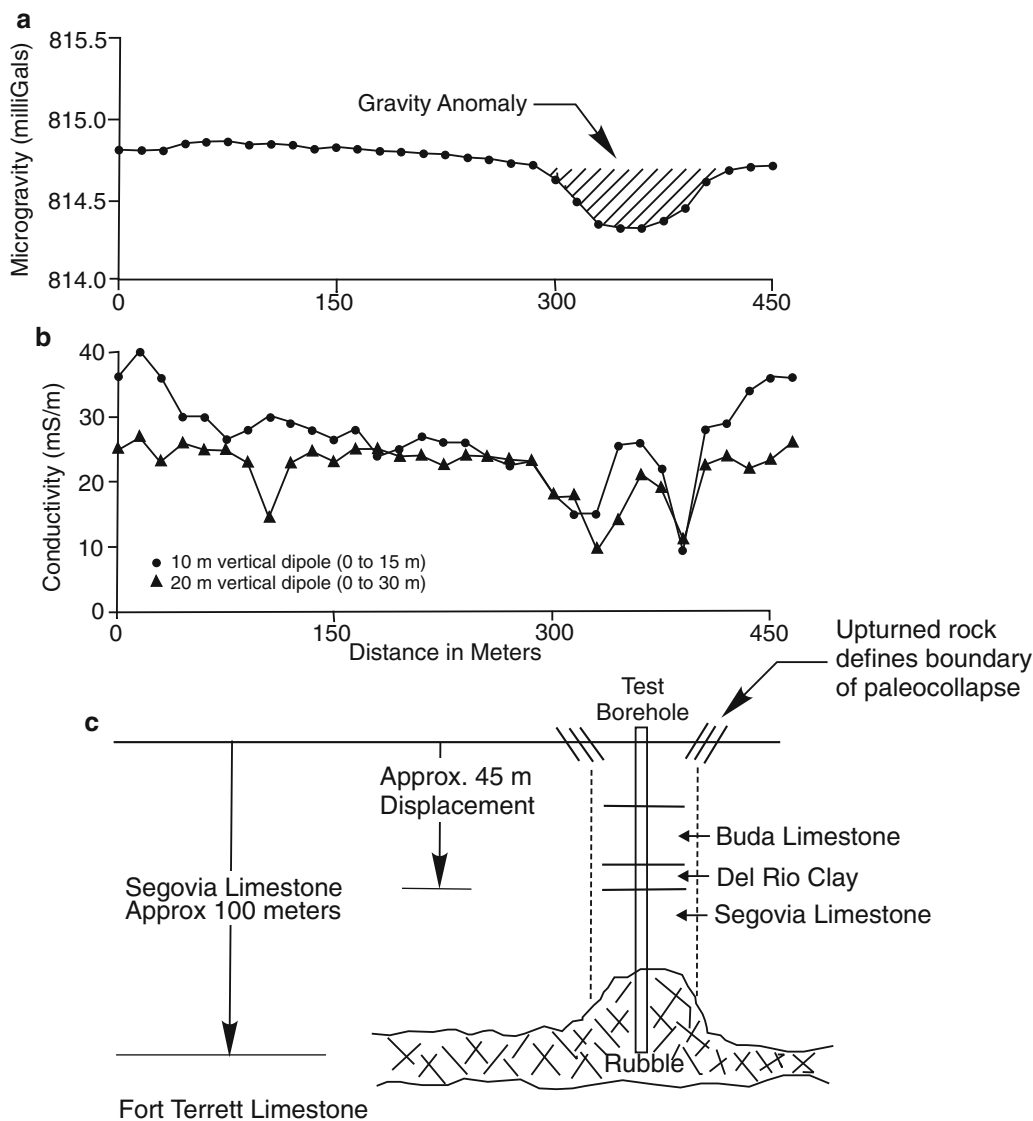 a
Microgravity (milliGals)
815.5
815.0
814.5
814.0
Gravity Anomaly
0
150
300
450
b
Conductivity (mS/m)
40
30
20
10
0
10 m vertical dipole (0 to 15 m)
20 m vertical dipole (0 to 30 m)
0
150
300
450
Distance in Meters
Upturned rock
defines boundary
of paleocollapse
c
Test
Borehole
Approx. 45 m
Displacement
Segovia Limestone
Approx 100 meters
Buda Limestone
Del Rio Clay
Segovia Limestone
Rubble
Fort Terrett Limestone